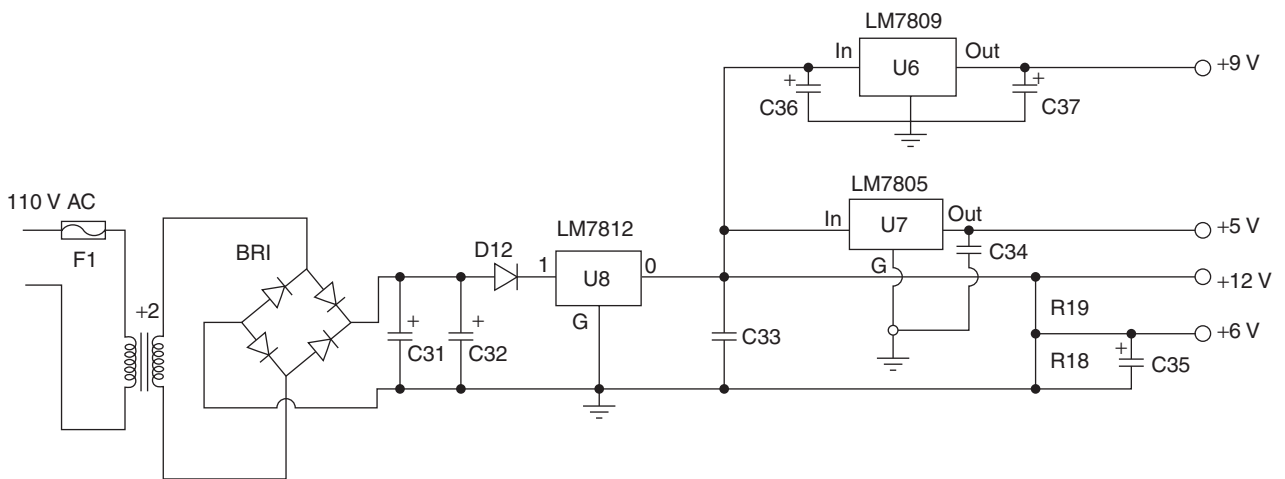 LM7809
In
U6
Out
+9 V
+
C36
+
C37
110 V AC
F1
+2
BRI
+
C31
+
C32
D12
LM7812
1
U8
0
G
C33
LM7805
In
U7
Out
+5 V
G
C34
+12 V
R19
+6 V
R18
+
C35